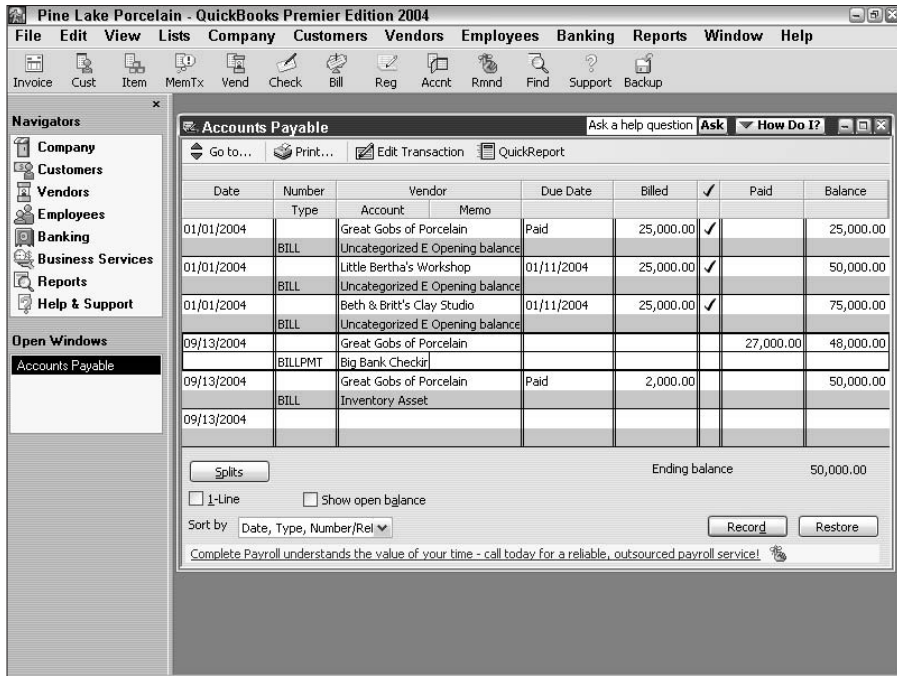 Pine Lake Porcelain - QuickBooks Premier Edition 2004
File Edit View Lists Company Customers Vendors Employees Banking Reports Window Help
Invoice Cust Item MemTx Vend Check Bill Reg Accnt Rmnd Find Support Backup
Navigators
Company
Customers
Vendors
Employees
Banking
Business Services
Reports
Help & Support
Open Windows
Accounts Payable
Accounts Payable Ask a help question Ask How Do I?
Go to... Print... Edit Transaction QuickReport
Date Number Vendor Due Date Billed ✓ Paid Balance
Type Account Memo
01/01/2004 Great Gobs of Porcelain Paid 25,000.00 ✓ 25,000.00
BILL Uncategorized E Opening balance
01/01/2004 Little Bertha's Workshop 01/11/2004 25,000.00 ✓ 50,000.00
BILL Uncategorized E Opening balance
01/01/2004 Beth & Britt's Clay Studio 01/11/2004 25,000.00 ✓ 75,000.00
BILL Uncategorized E Opening balance
09/13/2004 Great Gobs of Porcelain 27,000.00 48,000.00
BILLPMT Big Bank Checkir
09/13/2004 Great Gobs of Porcelain Paid 2,000.00 50,000.00
BILL Inventory Asset
09/13/2004
Splits Ending balance 50,000.00
1-Line Show open balance
Sort by Date, Type, Number/Rel Record Restore
Complete Payroll understands the value of your time - call today for a reliable, outsourced payroll service!